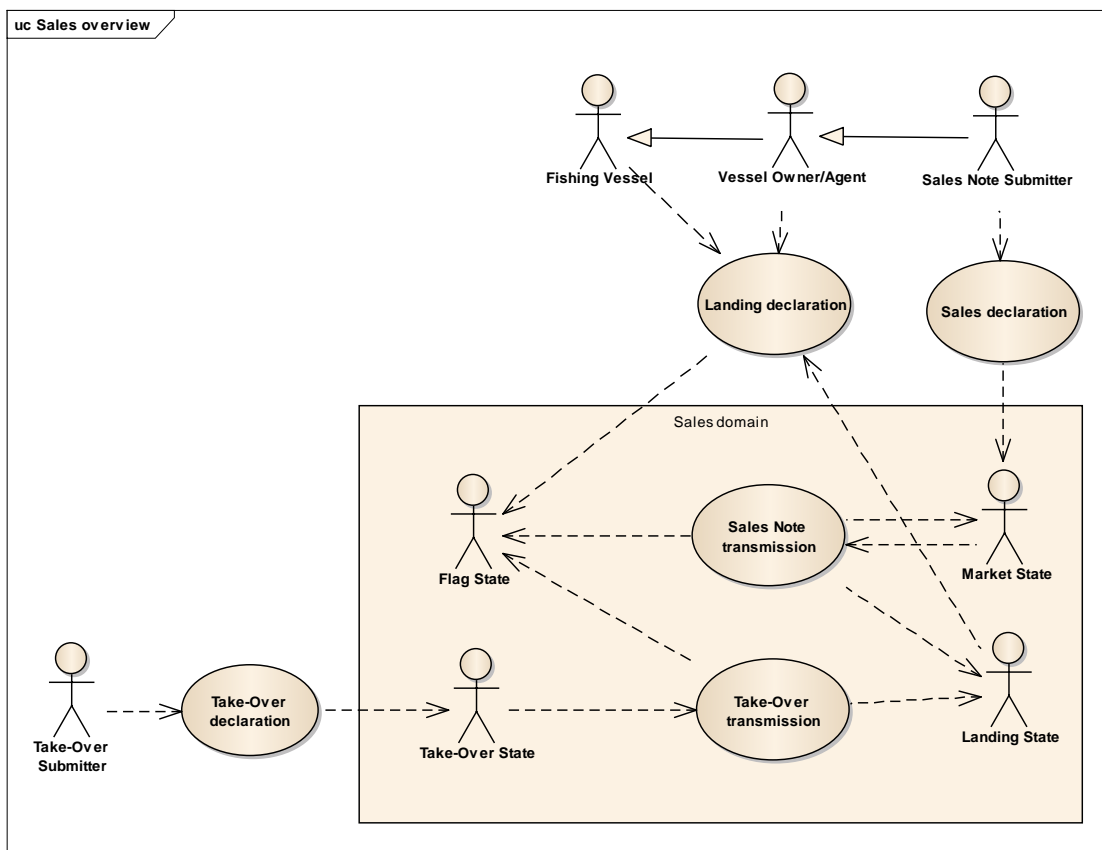 uc Sales overview
Fishing Vessel
Vessel Owner/Agent
Sales Note Submitter
Landing declaration
Sales declaration
Sales domain
Sales Note
transmission
Flag State
Market State
Take-Over
declaration
Take-Over
transmission
Take-Over
Submitter
Take-Over State
Landing State